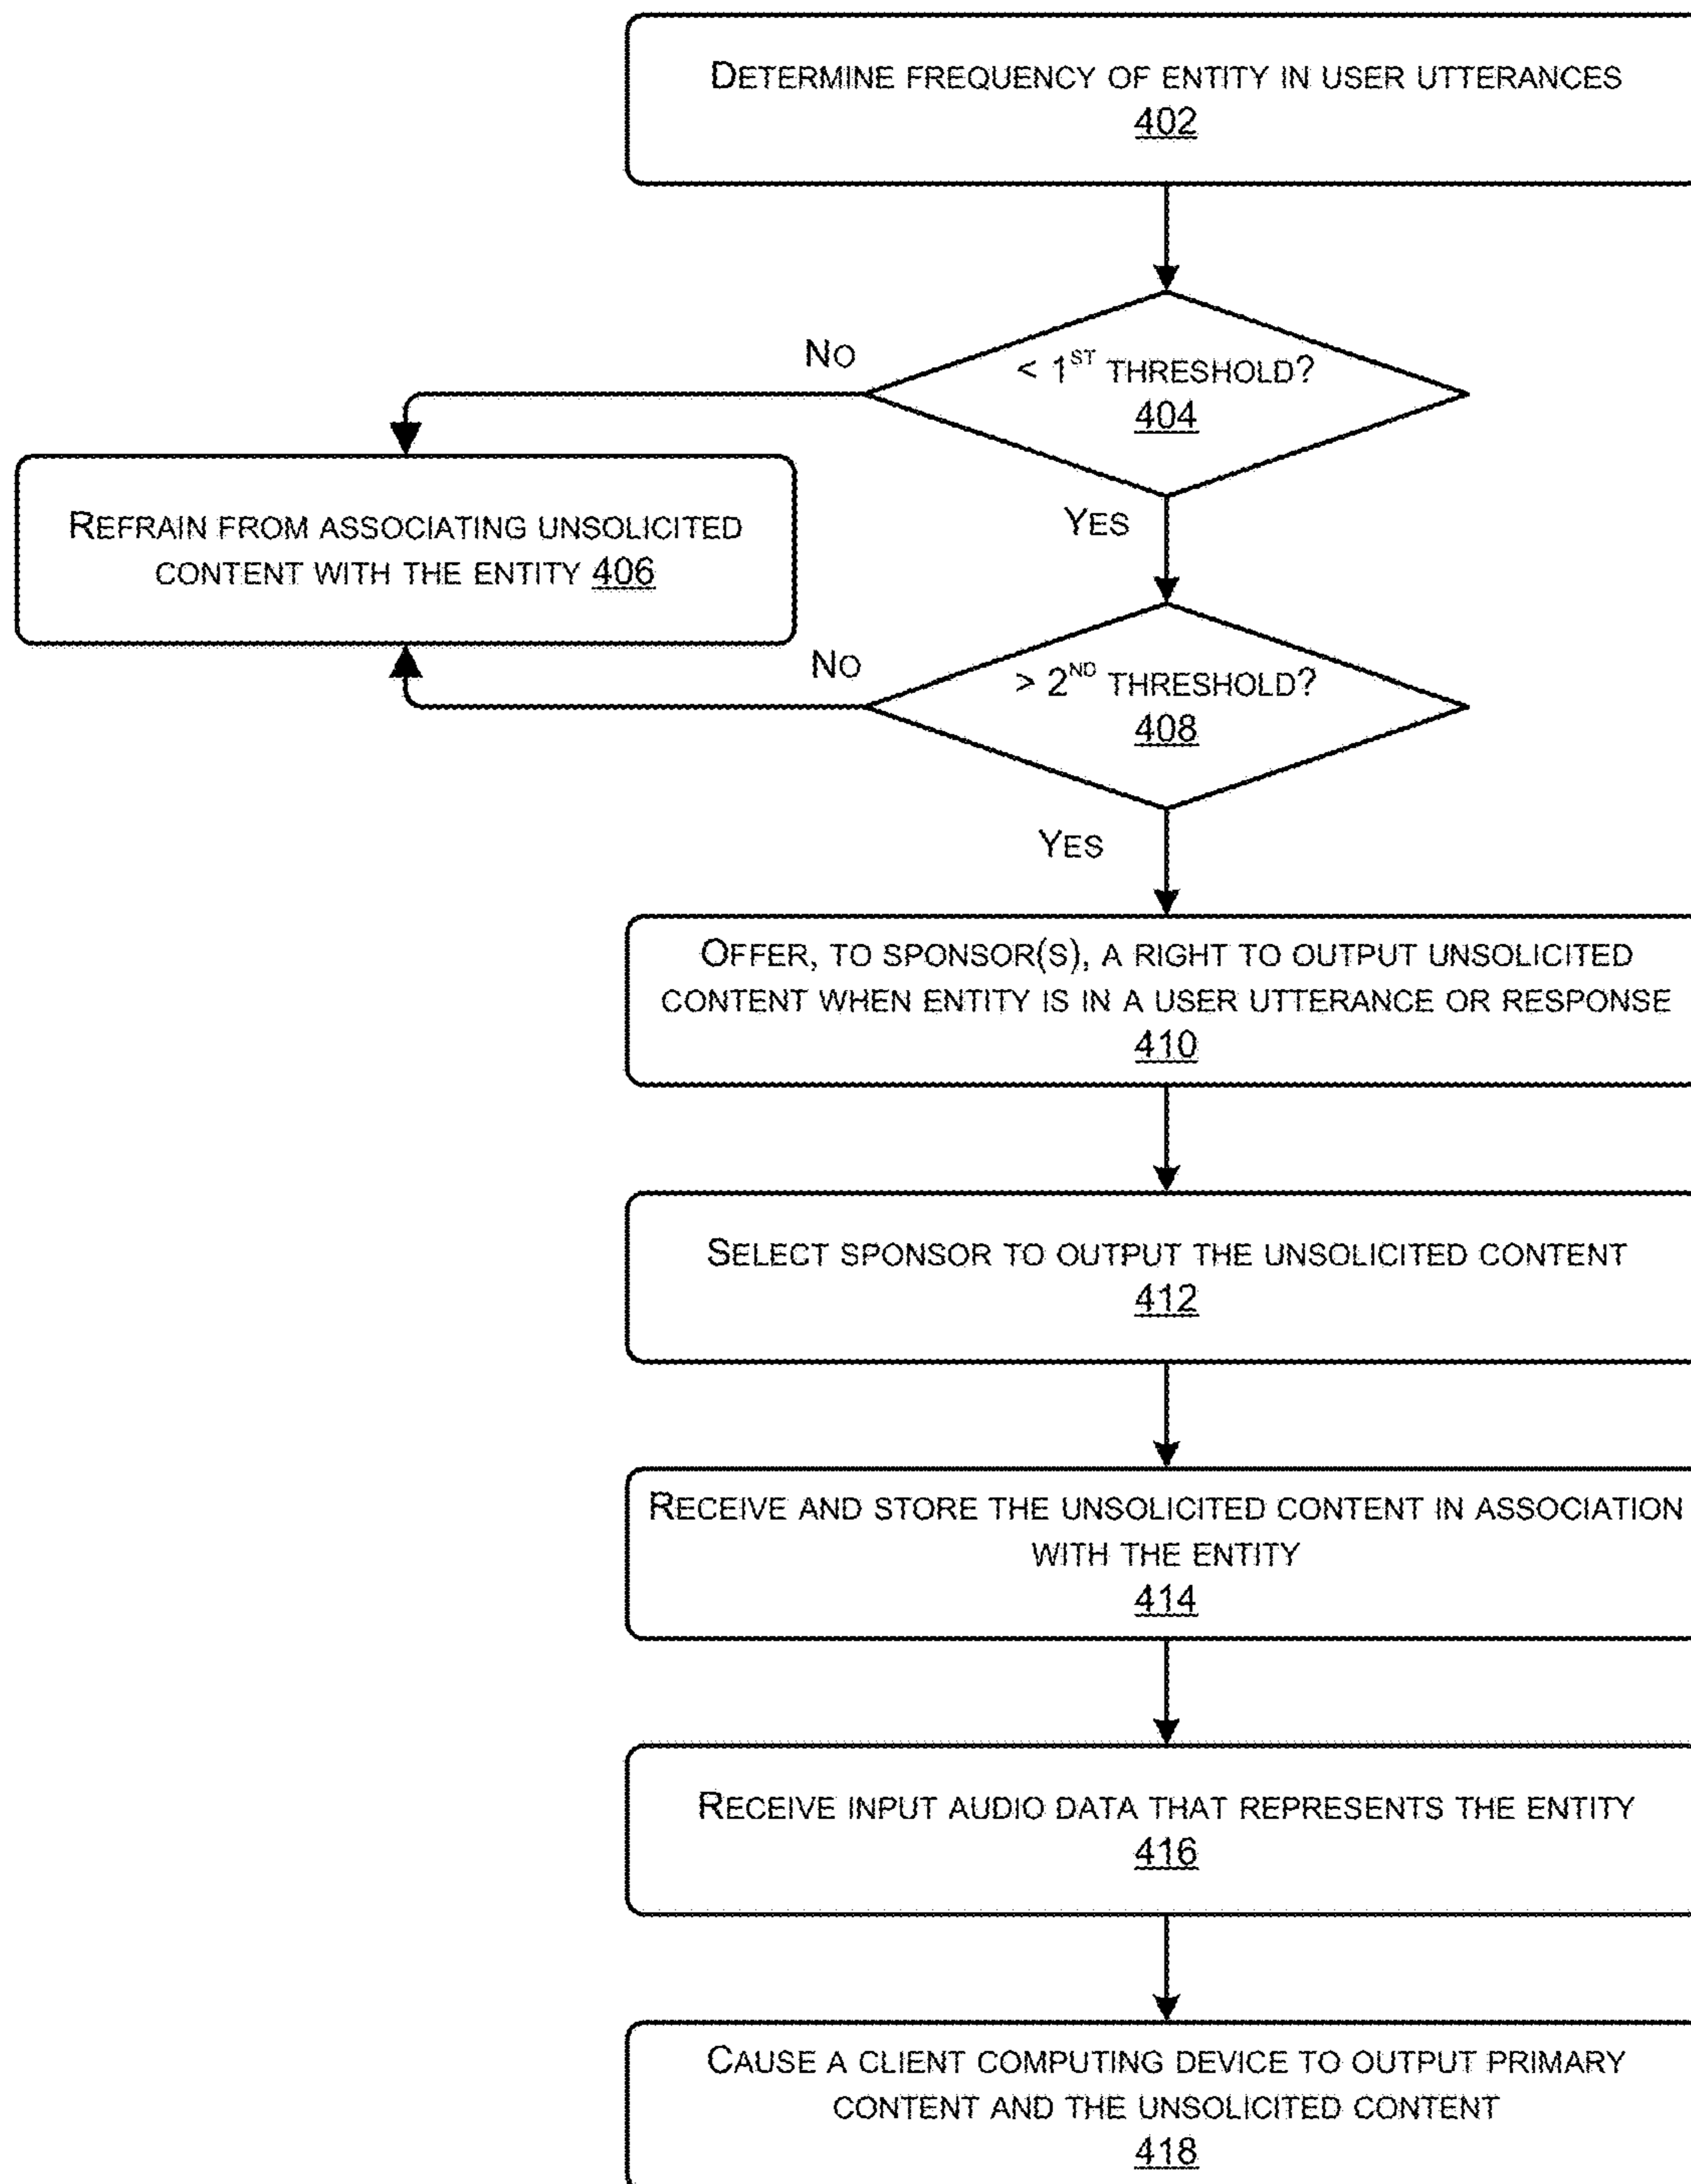 DETERMINE FREQUENCY OF ENTITY IN USER UTTERANCES
402
NO
< 1ST THRESHOLD?
404
YES
REFRAIN FROM ASSOCIATING UNSOLICITED
CONTENT WITH THE ENTITY 406
NO
> 2ND THRESHOLD?
408
YES
OFFER, TO SPONSOR(S), A RIGHT TO OUTPUT UNSOLICITED
CONTENT WHEN ENTITY IS IN A USER UTTERANCE OR RESPONSE
410
SELECT SPONSOR TO OUTPUT THE UNSOLICITED CONTENT
412
RECEIVE AND STORE THE UNSOLICITED CONTENT IN ASSOCIATION
WITH THE ENTITY
414
RECEIVE INPUT AUDIO DATA THAT REPRESENTS THE ENTITY
416
CAUSE A CLIENT COMPUTING DEVICE TO OUTPUT PRIMARY
CONTENT AND THE UNSOLICITED CONTENT
418